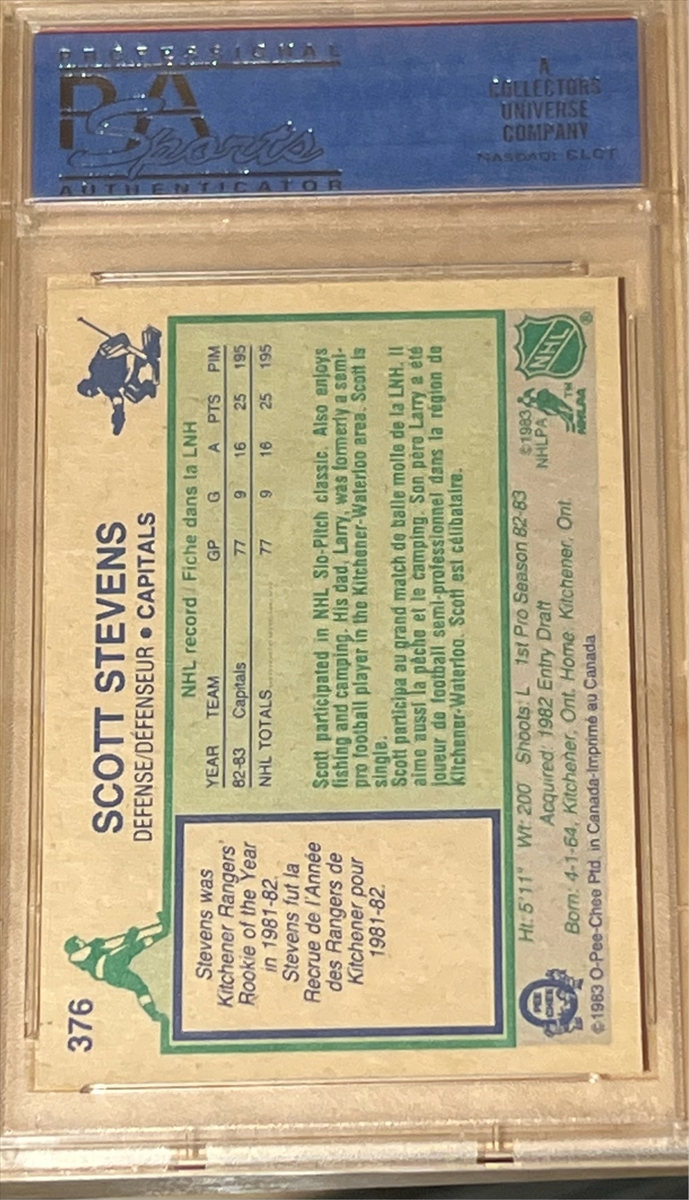 PROFESSIONAL
PSA
Sports
AUTHENTICATOR
A
COLLECTORS
UNIVERSE
COMPANY
NASDAQ: CLCT
376
SCOTT STEVENS
DEFENSE/DÉFENSEUR • CAPITALS
Stevens was
Kitchener Rangers'
Rookie of the Year
in 1981-82.
Stevens fut la
Recrue de l'Année
des Rangers de
Kitchener pour
1981-82.
NHL record / Fiche dans la LNH
YEAR TEAM GP G A PTS PIM
82-83 Capitals 77 9 16 25 195
NHL TOTALS 77 9 16 25 195
Scott participated in NHL Slo-Pitch classic. Also enjoys
fishing and camping. His dad, Larry, was formerly a semi-
pro football player in the Kitchener-Waterloo area. Scott is
single.
Scott participa au grand match de balle molle de la LNH. Il
aime aussi la pêche et le camping. Son père Larry a été
joueur de football semi-professionnel dans la région de
Kitchener-Waterloo. Scott est célibataire.
Ht: 5'11" Wt: 200 Shoots: L 1st Pro Season 82-83
Acquired: 1982 Entry Draft
Born: 4-1-64, Kitchener, Ont. Home: Kitchener, Ont.
O PEE CHEE
©1983 O-Pee-Chee Ptd. in Canada-Imprimé au Canada
©1983
NHLPA
NHLPA
TM
NHL
®